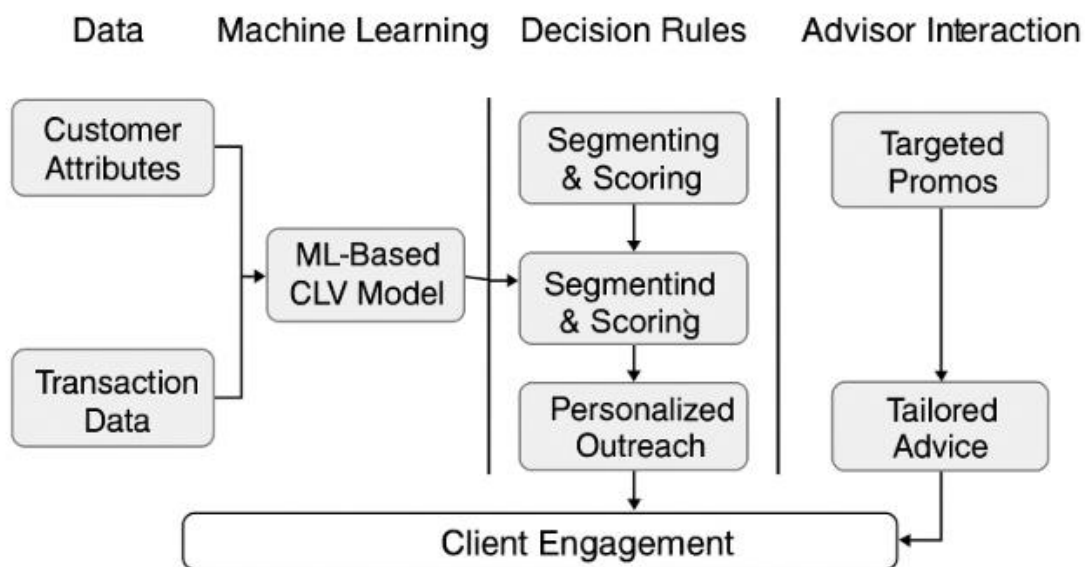 Data
Machine Learning
Decision Rules
Advisor Interaction
Customer
Attributes
Transaction
Data
ML-Based
CLV Model
Segmenting
& Scoring
Segmentind
& Scoring
Personalized
Outreach
Targeted
Promos
Tailored
Advice
Client Engagement